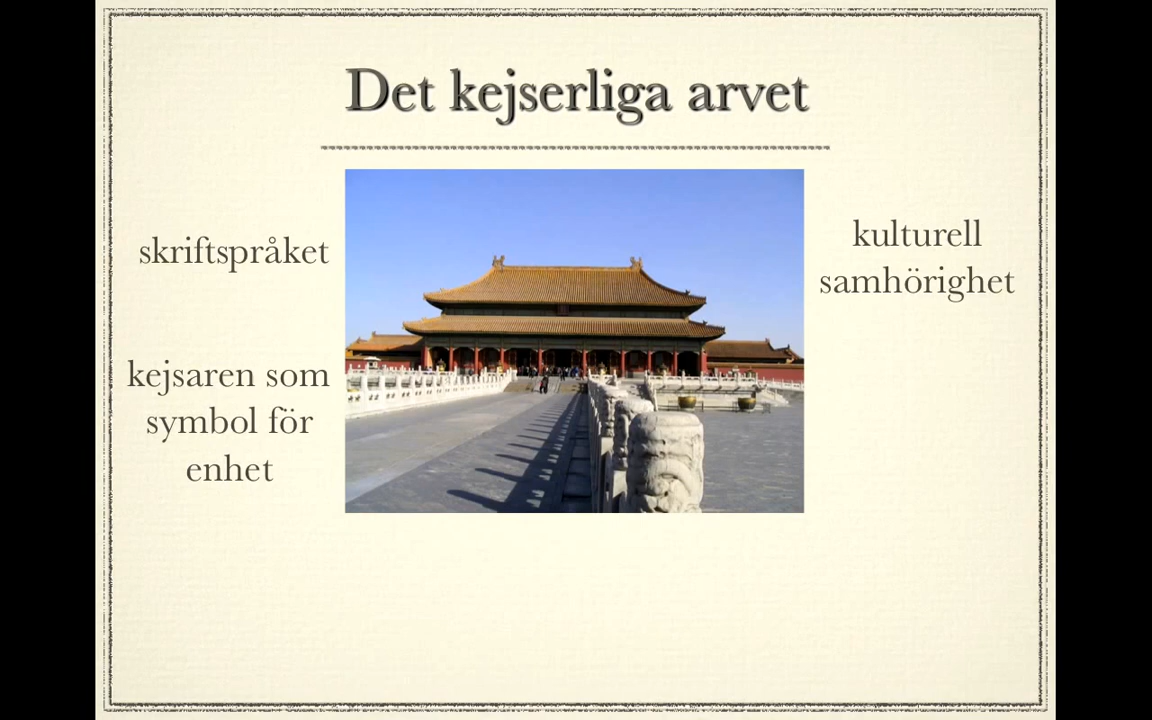 Det kejserliga arvet
skriftspråket
kejsaren som
symbol för
enhet
kulturell
samhörighet